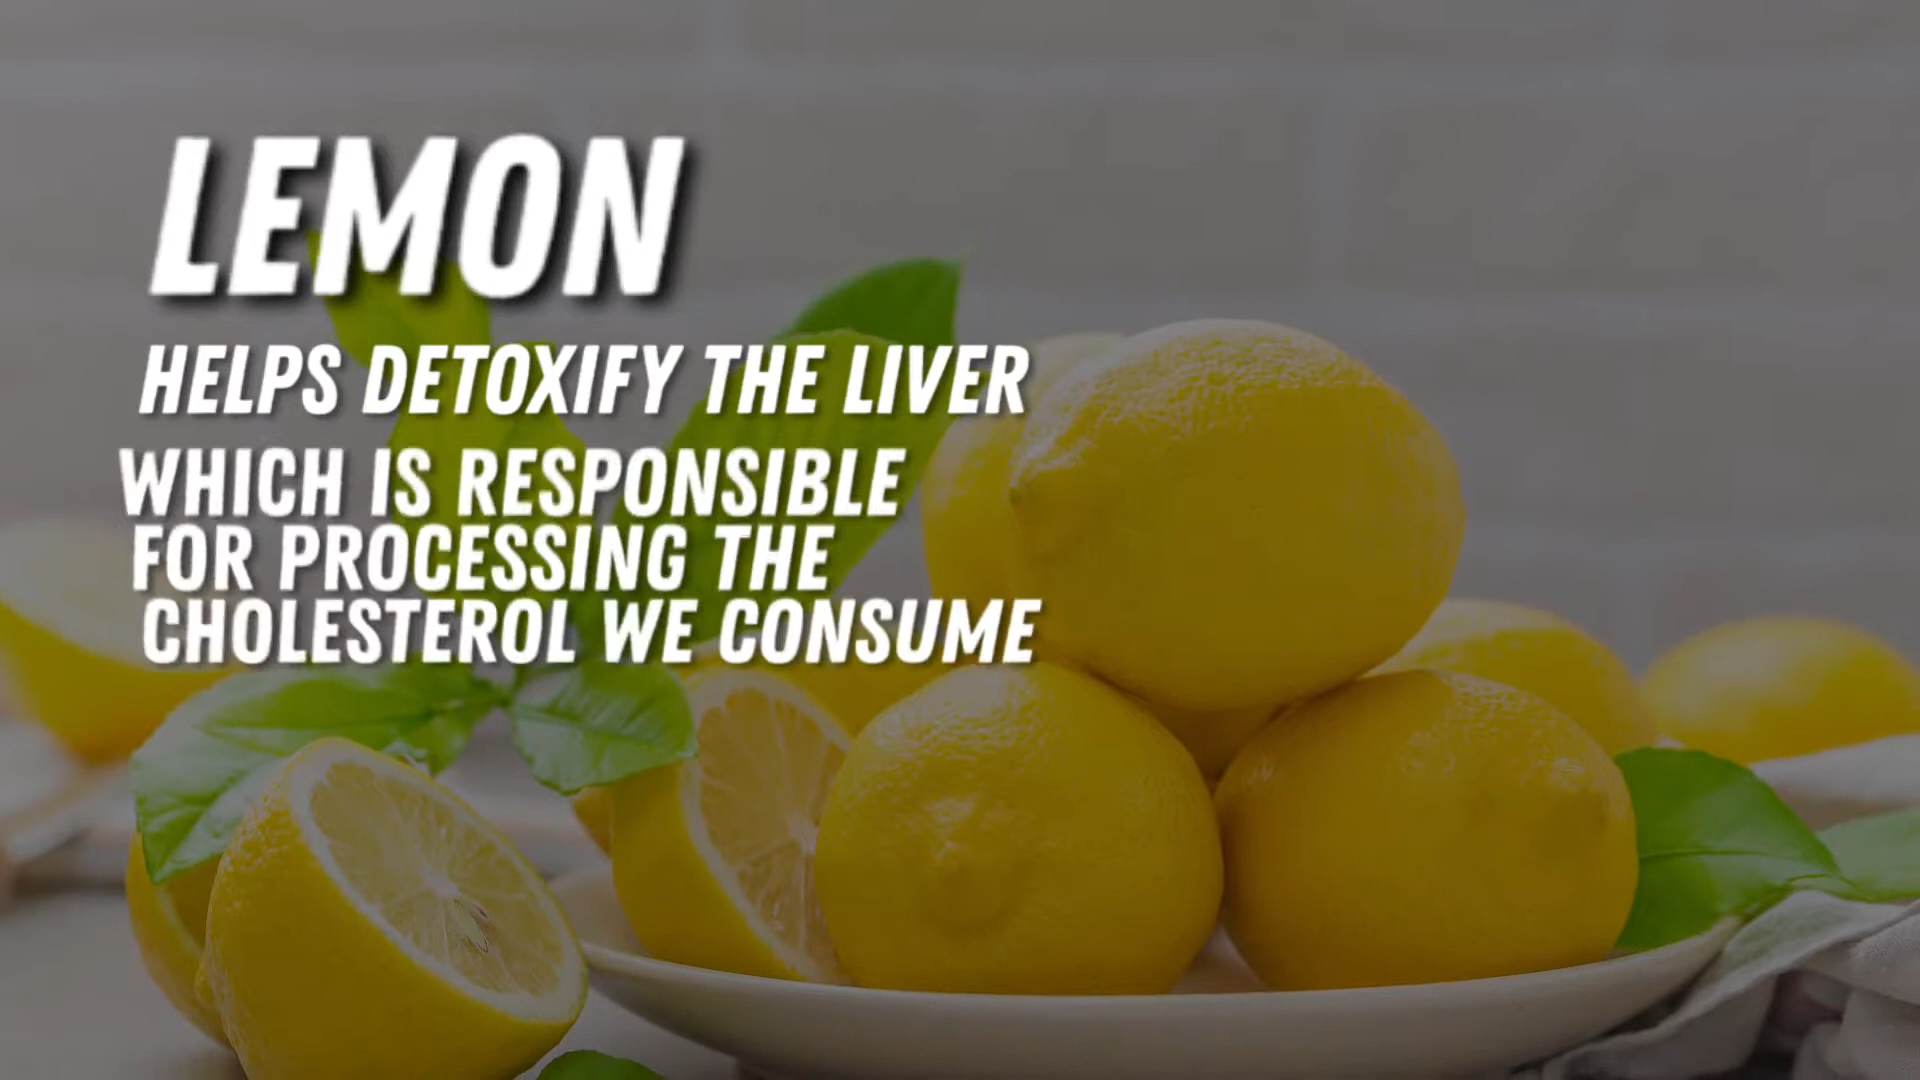 LEMON
HELPS DETOXIFY THE LIVER
WHICH IS RESPONSIBLE
FOR PROCESSING THE
CHOLESTEROL WE CONSUME